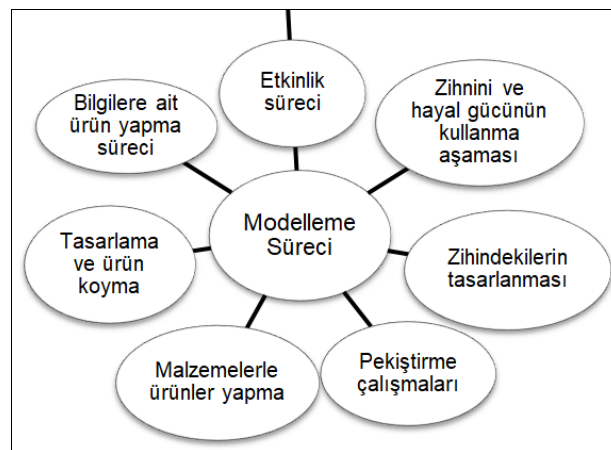 Etkinlik
süreci
Zihnini ve
hayal gücünün
kullanma
aşaması
Bilgilere ait
ürün yapma
süreci
Modelleme
Süreci
Tasarlama
ve ürün
koyma
Zihindekilerin
tasarlanması
Malzemelerle
ürünler yapma
Pekiştirme
çalışmaları